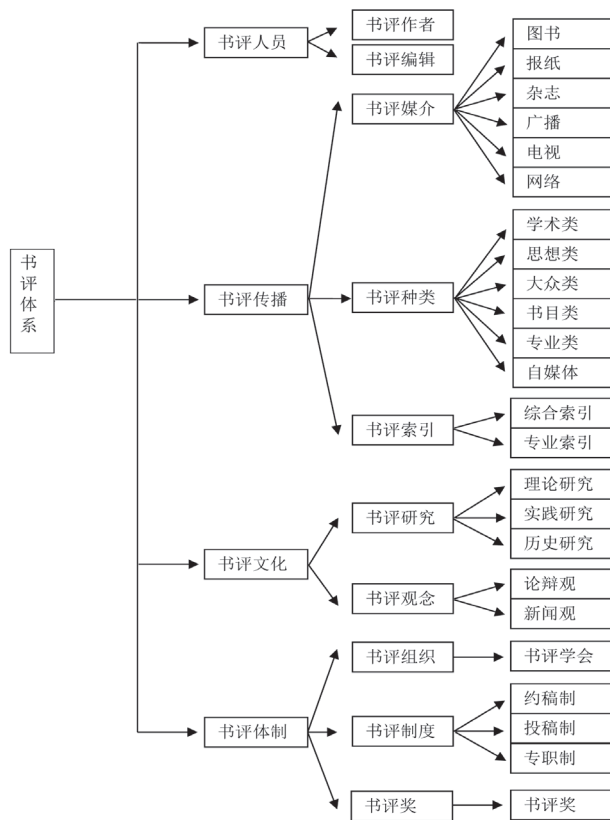 书评体系
书评人员
书评作者
书评编辑
书评传播
书评媒介
图书
报纸
杂志
广播
电视
网络
书评种类
学术类
思想类
大众类
书目类
专业类
自媒体
书评索引
综合索引
专业索引
书评文化
书评研究
理论研究
实践研究
历史研究
书评观念
论辩观
新闻观
书评体制
书评组织
书评学会
书评制度
约稿制
投稿制
专职制
书评奖
书评奖